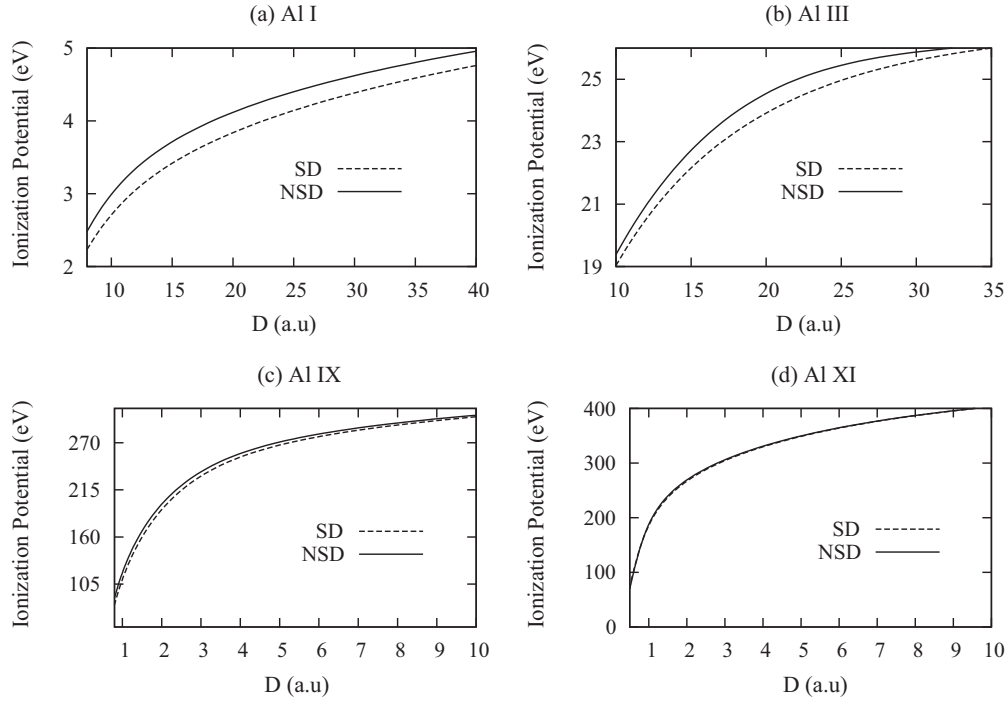 (a) Al I
Ionization Potential (eV)
5
4
3
2
SD
NSD
10 15 20 25 30 35 40
D (a.u)
(b) Al III
Ionization Potential (eV)
25
23
21
19
SD
NSD
10 15 20 25 30 35
D (a.u)
(c) Al IX
Ionization Potential (eV)
270
215
160
105
SD
NSD
1 2 3 4 5 6 7 8 9 10
D (a.u)
(d) Al XI
Ionization Potential (eV)
400
300
200
100
0
SD
NSD
1 2 3 4 5 6 7 8 9 10
D (a.u)